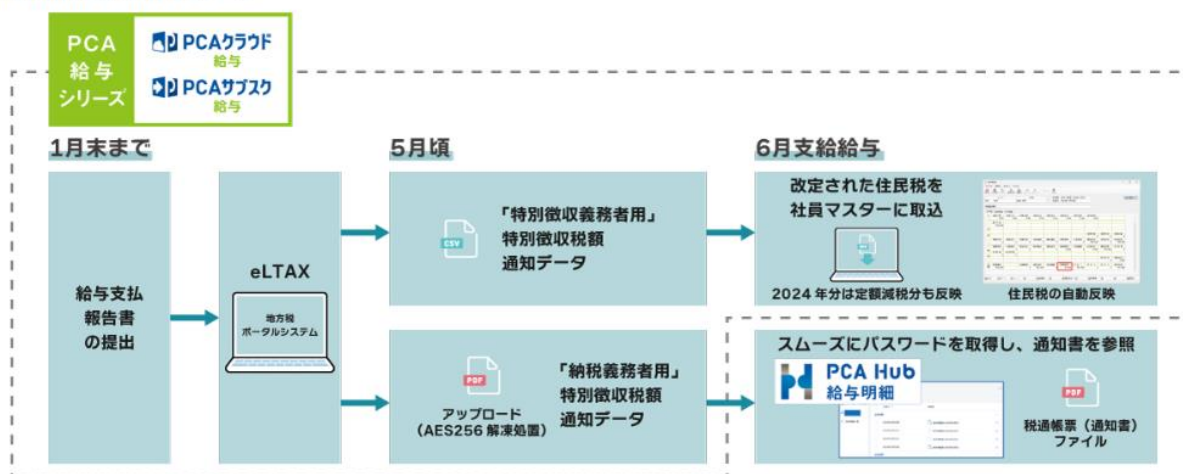 PCA
給与
シリーズ
PCAクラウド
給与
PCAサブスク
給与
1月末まで
給与支払
報告書
の提出
eLTAX
地方税
ポータルシステム
5月頃
CSV
「特別徴収義務者用」
特別徴収税額
通知データ
PDF
アップロード
(AES256 解凍処置)
「納税義務者用」
特別徴収税額
通知データ
6月支給給与
改定された住民税を
社員マスターに取込
2024年分は定額減税分も反映
住民税の自動反映
スムーズにパスワードを取得し、通知書を参照
PCA Hub
給与明細
PDF
税通帳票（通知書）
ファイル